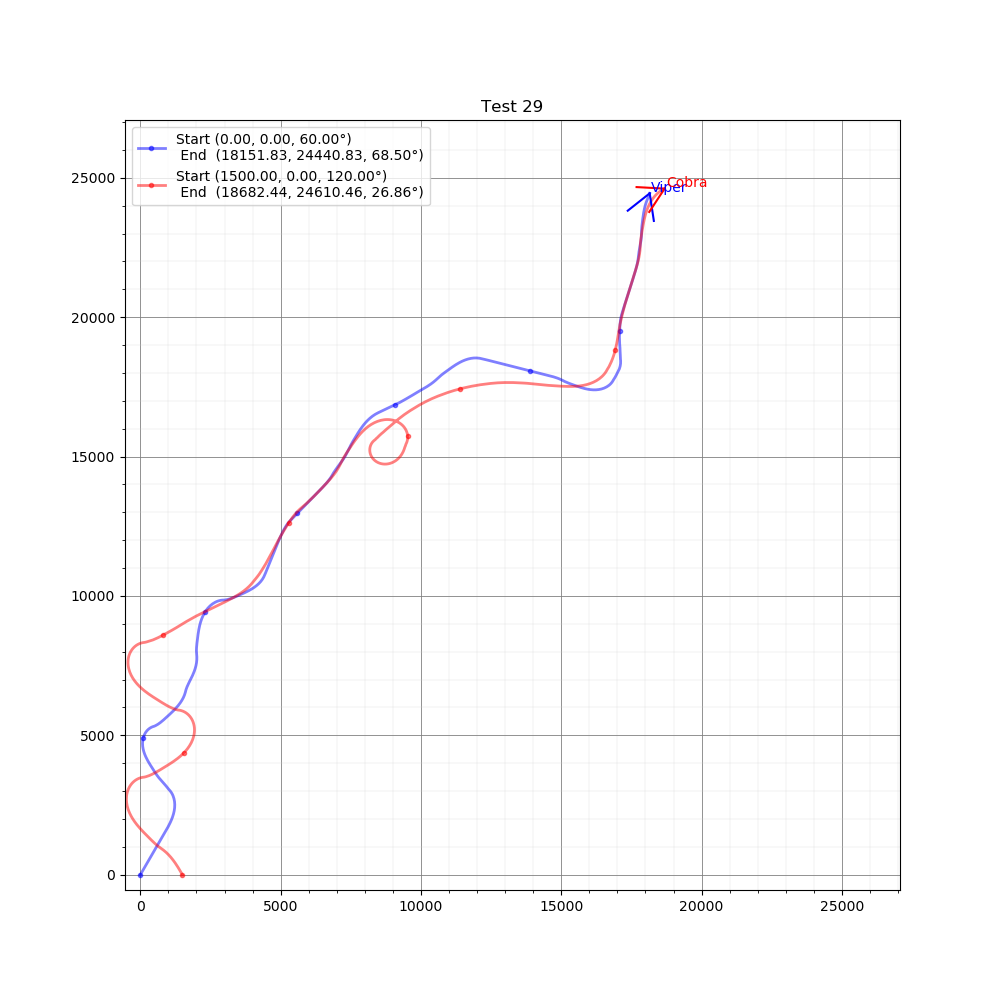 Test 29
Start (0.00, 0.00, 60.00°)
End (18151.83, 24440.83, 68.50°)
Start (1500.00, 0.00, 120.00°)
End (18682.44, 24610.46, 26.86°)
Viper
Cobra
25000
20000
15000
10000
5000
0
0 5000 10000 15000 20000 25000